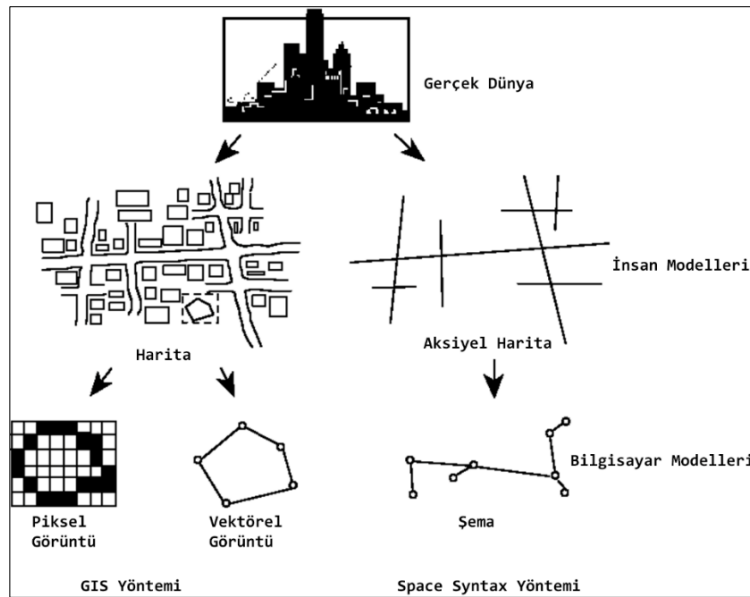 Gerçek Dünya
İnsan Modelleri
Harita
Aksiyel Harita
Bilgisayar Modelleri
Piksel
Görüntü
Vektörel
Görüntü
Şema
GIS Yöntemi
Space Syntax Yöntemi